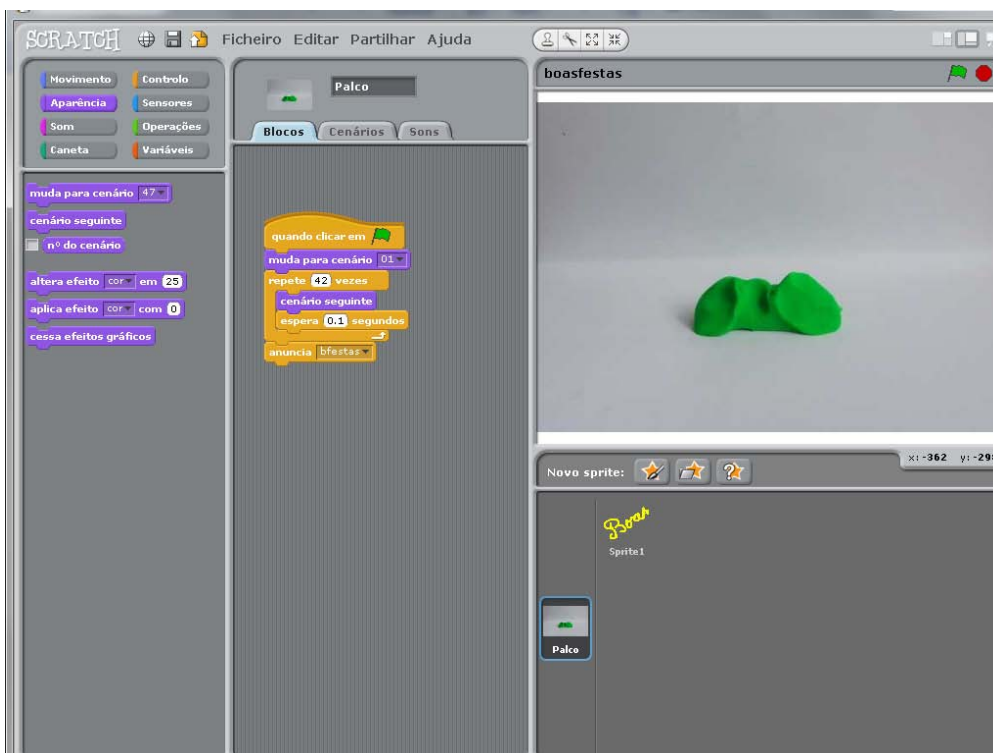 SCRATCH Ficheiro Editar Partilhar Ajuda
Movimento Controlo
Aparência Sensores
Som Operações
Caneta Variáveis
muda para cenário 47
cenário seguinte
nº do cenário
altera efeito cor em 25
aplica efeito cor com 0
cessa efeitos gráficos
Palco
Blocos Cenários Sons
quando clicar em
muda para cenário 01
repete 42 vezes
cenário seguinte
espera 0.1 segundos
anuncia bfestas
boasfestas
x: -362 y:
Novo sprite:
Boas
Sprite1
Palco